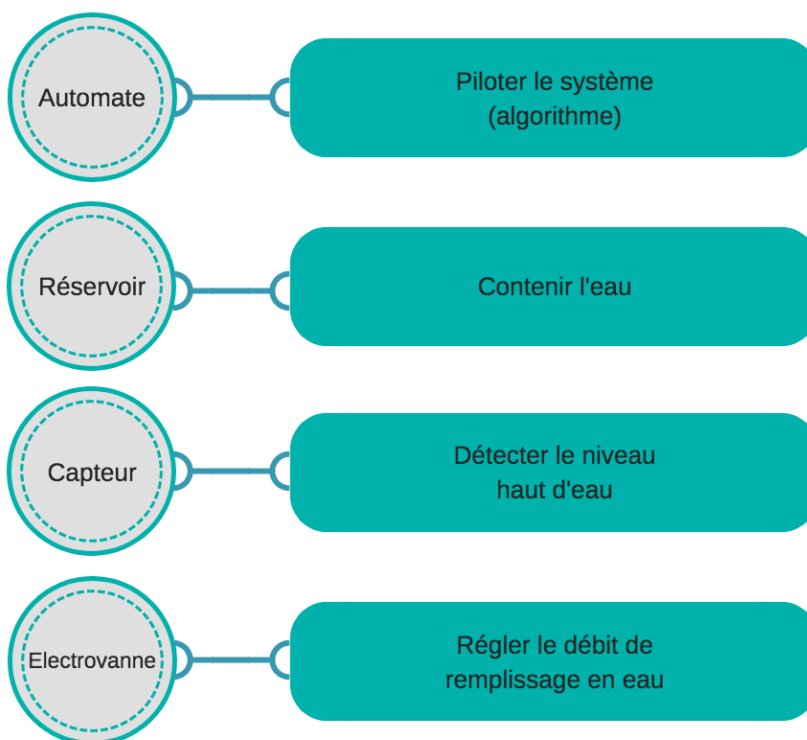 Automate
Piloter le système
(algorithme)
Réservoir
Contenir l'eau
Capteur
Détecter le niveau
haut d'eau
Electrovanne
Régler le débit de
remplissage en eau